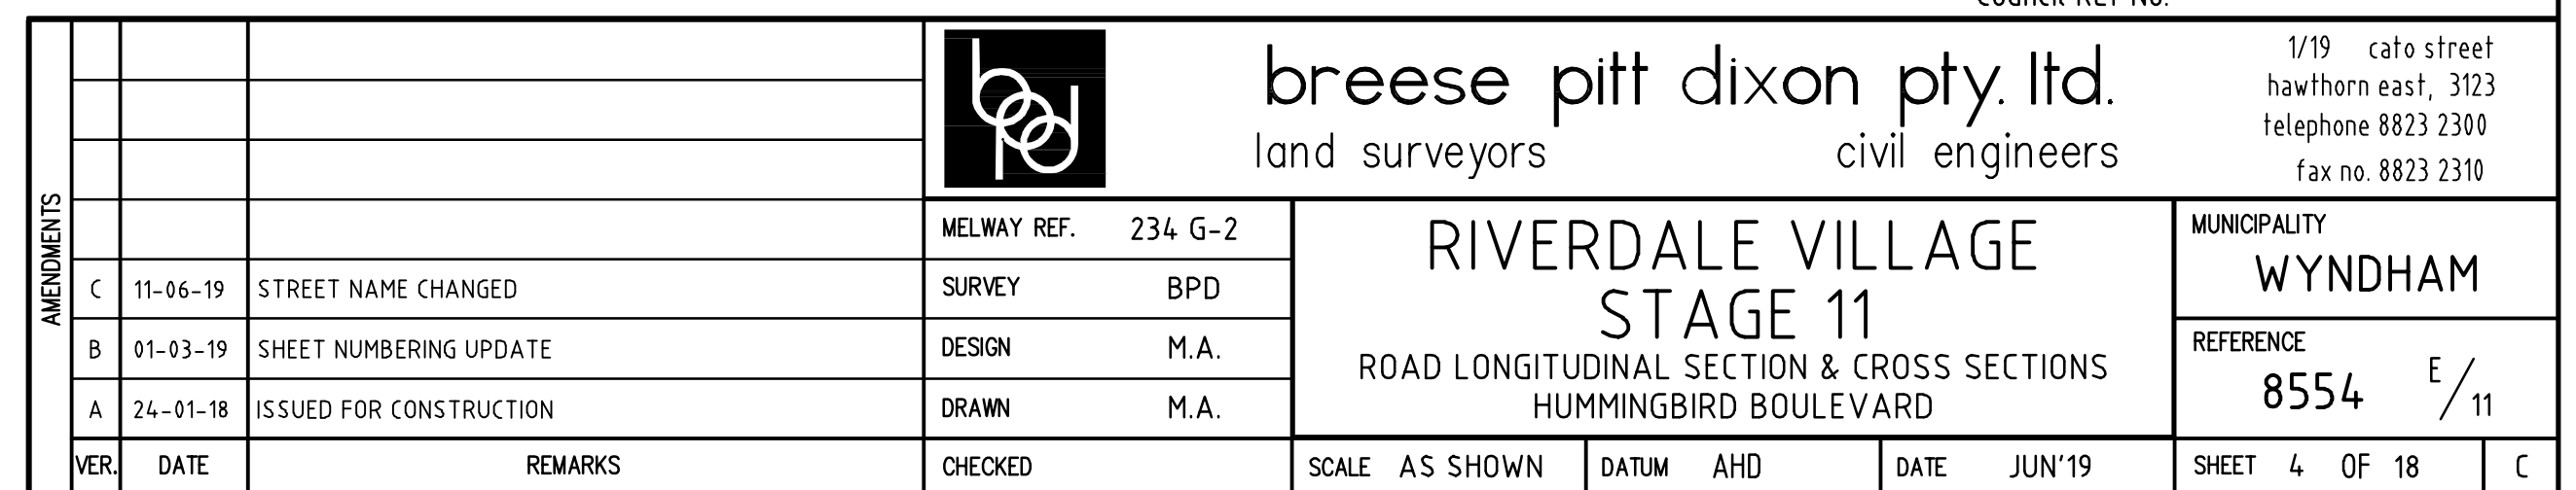 COUNCIL REF No.
bpd
breese pitt dixon pty. ltd.
land surveyors civil engineers
1/19 cato street
hawthorn east, 3123
telephone 8823 2300
fax no. 8823 2310
AMENDMENTS
C 11-06-19 STREET NAME CHANGED
B 01-03-19 SHEET NUMBERING UPDATE
A 24-01-18 ISSUED FOR CONSTRUCTION
VER. DATE REMARKS
MELWAY REF. 234 G-2
SURVEY BPD
DESIGN M.A.
DRAWN M.A.
CHECKED
RIVERDALE VILLAGE
STAGE 11
ROAD LONGITUDINAL SECTION & CROSS SECTIONS
HUMMINGBIRD BOULEVARD
SCALE AS SHOWN DATUM AHD DATE JUN'19
MUNICIPALITY
WYNDHAM
REFERENCE
8554 E/11
SHEET 4 OF 18 C